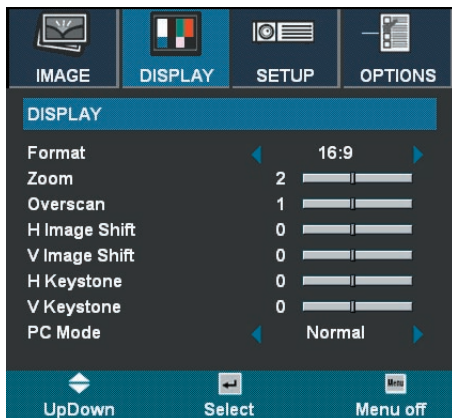 IMAGE DISPLAY SETUP OPTIONS
DISPLAY
Format 16:9
Zoom 2
Overscan 1
H Image Shift 0
V Image Shift 0
H Keystone 0
V Keystone 0
PC Mode Normal
Menu
UpDown Select Menu off